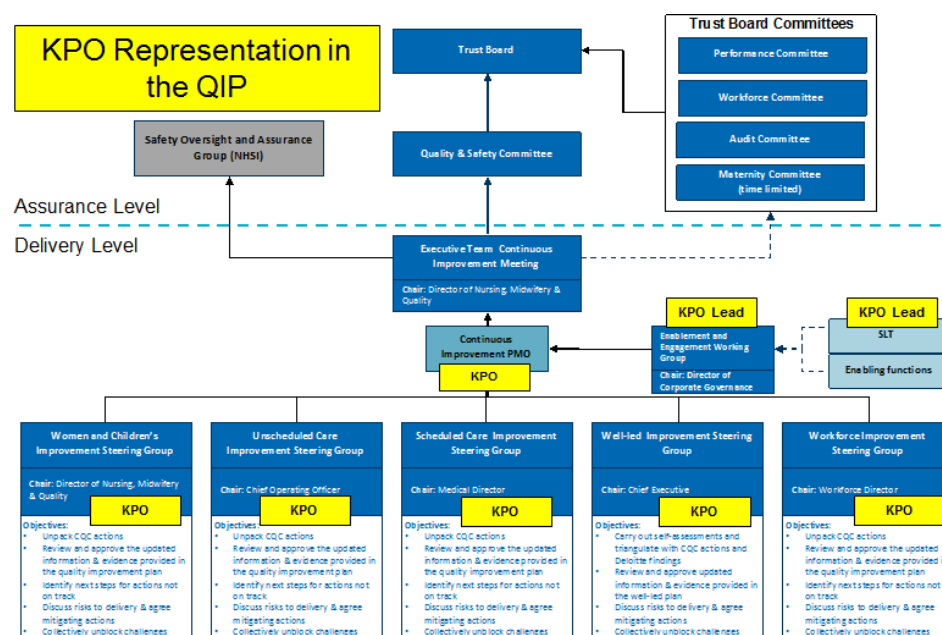 KPO Representation in
the QIP
Trust Board
Trust Board Committees
Performance Committee
Workforce Committee
Audit Committee
Maternity Committee
(time limited)
Safety Oversight and Assurance
Group (NHSI)
Quality & Safety Committee
Assurance Level
Delivery Level
Executive Team Continuous
Improvement Meeting
Chair: Director of Nursing, Midwifery &
Quality
Continuous
Improvement PMO
KPO
KPO Lead
Enablement and
Engagement Working
Group
Chair: Director of
Corporate Governance
KPO Lead
SLT
Enabling functions
Women and Children's
Improvement Steering Group
Chair: Director of Nursing, Midwifery
& Quality
KPO
Objectives:
• Unpack CQC actions
• Review and approve the updated
information & evidence provided in
the quality improvement plan
• Identify next steps for actions not
on track
• Discuss risks to delivery & agree
mitigating actions
• Collectively unblock challenges
Unscheduled Care
Improvement Steering Group
Chair: Chief Operating Officer
KPO
Objectives:
• Unpack CQC actions
• Review and approve the updated
information & evidence provided in
the quality improvement plan
• Identify next steps for actions not
on track
• Discuss risks to delivery & agree
mitigating actions
• Collectively unblock challenges
Scheduled Care Improvement
Steering Group
Chair: Medical Director
KPO
Objectives:
• Unpack CQC actions
• Review and approve the updated
information & evidence provided in
the quality improvement plan
• Identify next steps for actions not
on track
• Discuss risks to delivery & agree
mitigating actions
• Collectively unblock challenges
Well-led Improvement Steering
Group
Chair: Chief Executive
KPO
Objectives:
• Carry out self-assessments and
triangulate with CQC actions and
Deloitte findings
• Review and approve updated
information & evidence provided in
the well-led plan
• Discuss risks to delivery & agree
mitigating actions
• Collectively unblock challenges
Workforce Improvement
Steering Group
Chair: Workforce Director
KPO
Objectives:
• Unpack CQC actions
• Review and approve the updated
information & evidence provided in
the quality improvement plan
• Identify next steps for actions not
on track
• Discuss risks to delivery & agree
mitigating actions
• Collectively unblock challenges